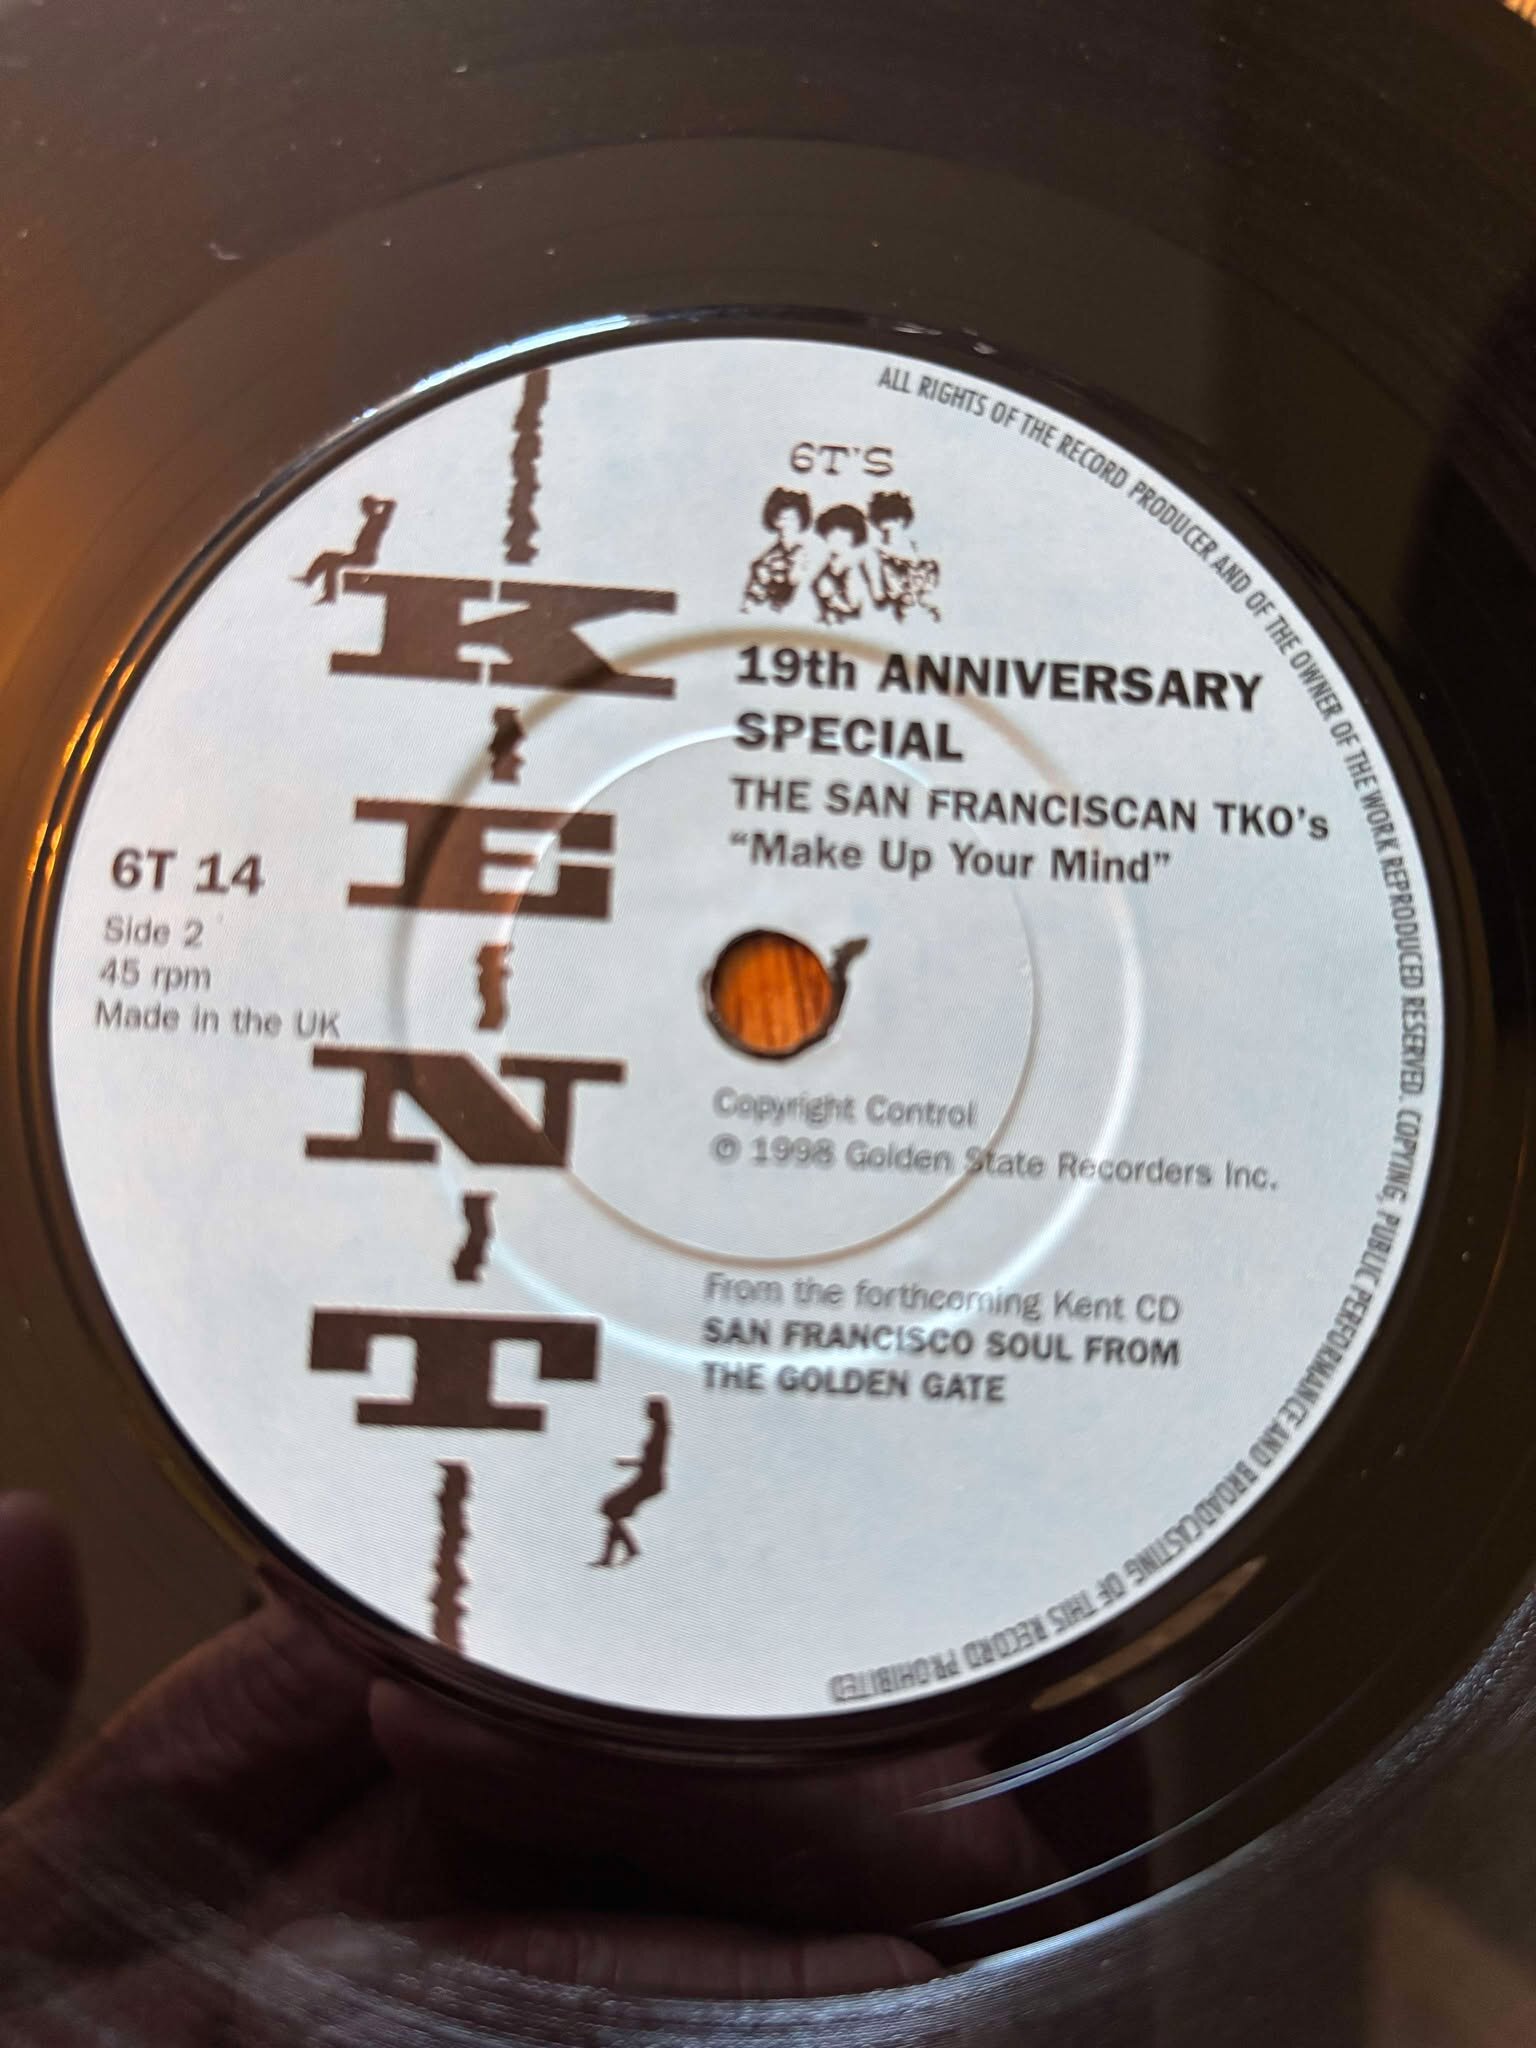 6T'S
19th ANNIVERSARY
SPECIAL
THE SAN FRANCISCAN TKO's
"Make Up Your Mind"
K·E·N·T
6T 14
Side 2
45 rpm
Made in the UK
Copyright Control
℗ 1998 Golden State Recorders Inc.
From the forthcoming Kent CD
SAN FRANCISCO SOUL FROM
THE GOLDEN GATE
ALL RIGHTS OF THE RECORD PRODUCER AND OF THE OWNER OF THE WORK REPRODUCED RESERVED. COPYING, PUBLIC PERFORMANCE AND BROADCASTING OF THIS RECORD PROHIBITED